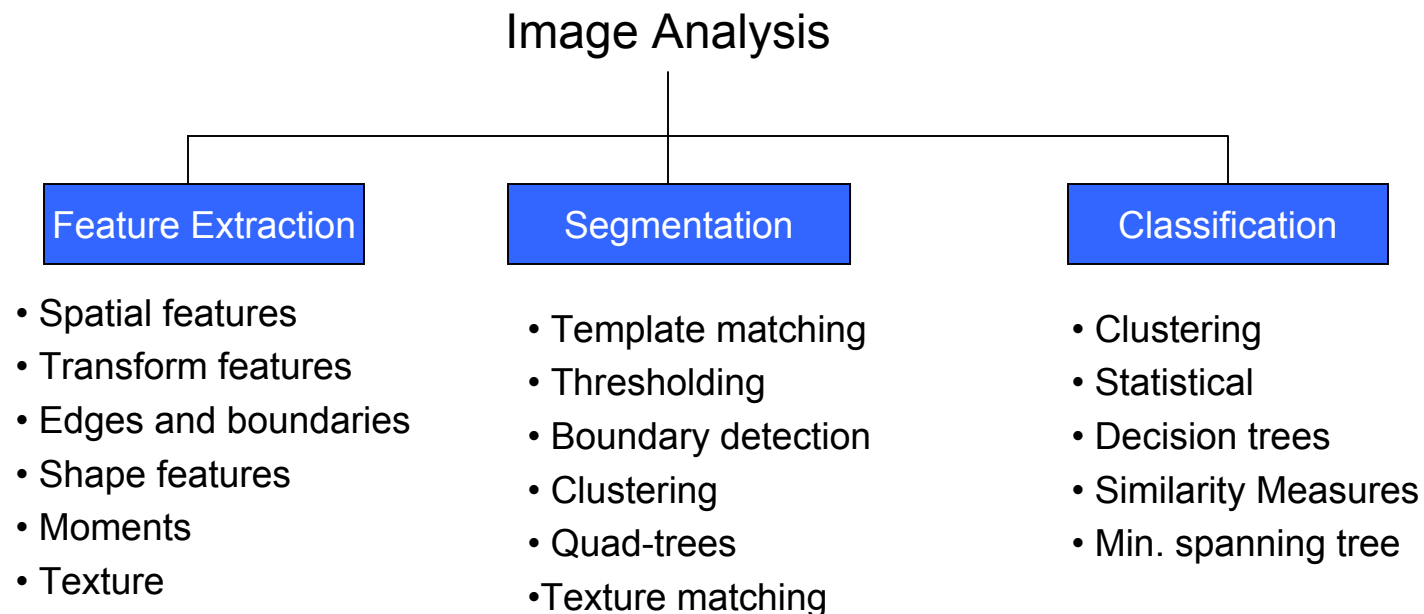 Image Analysis
Feature Extraction
• Spatial features
• Transform features
• Edges and boundaries
• Shape features
• Moments
• Texture
Segmentation
• Template matching
• Thresholding
• Boundary detection
• Clustering
• Quad-trees
•Texture matching
Classification
• Clustering
• Statistical
• Decision trees
• Similarity Measures
• Min. spanning tree